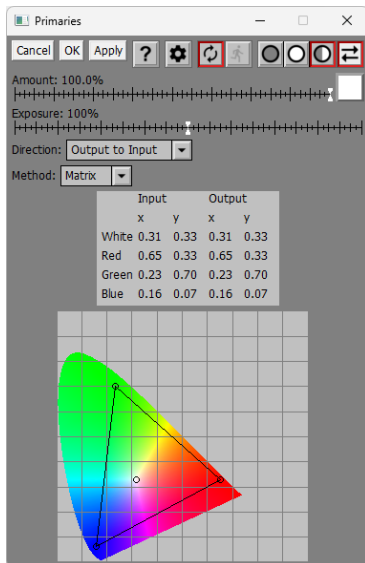 Primaries
Cancel OK Apply ?
Amount: 100.0%
Exposure: 100%
Direction: Output to Input
Method: Matrix
Input Output
x y x y
White 0.31 0.33 0.31 0.33
Red 0.65 0.33 0.65 0.33
Green 0.23 0.70 0.23 0.70
Blue 0.16 0.07 0.16 0.07